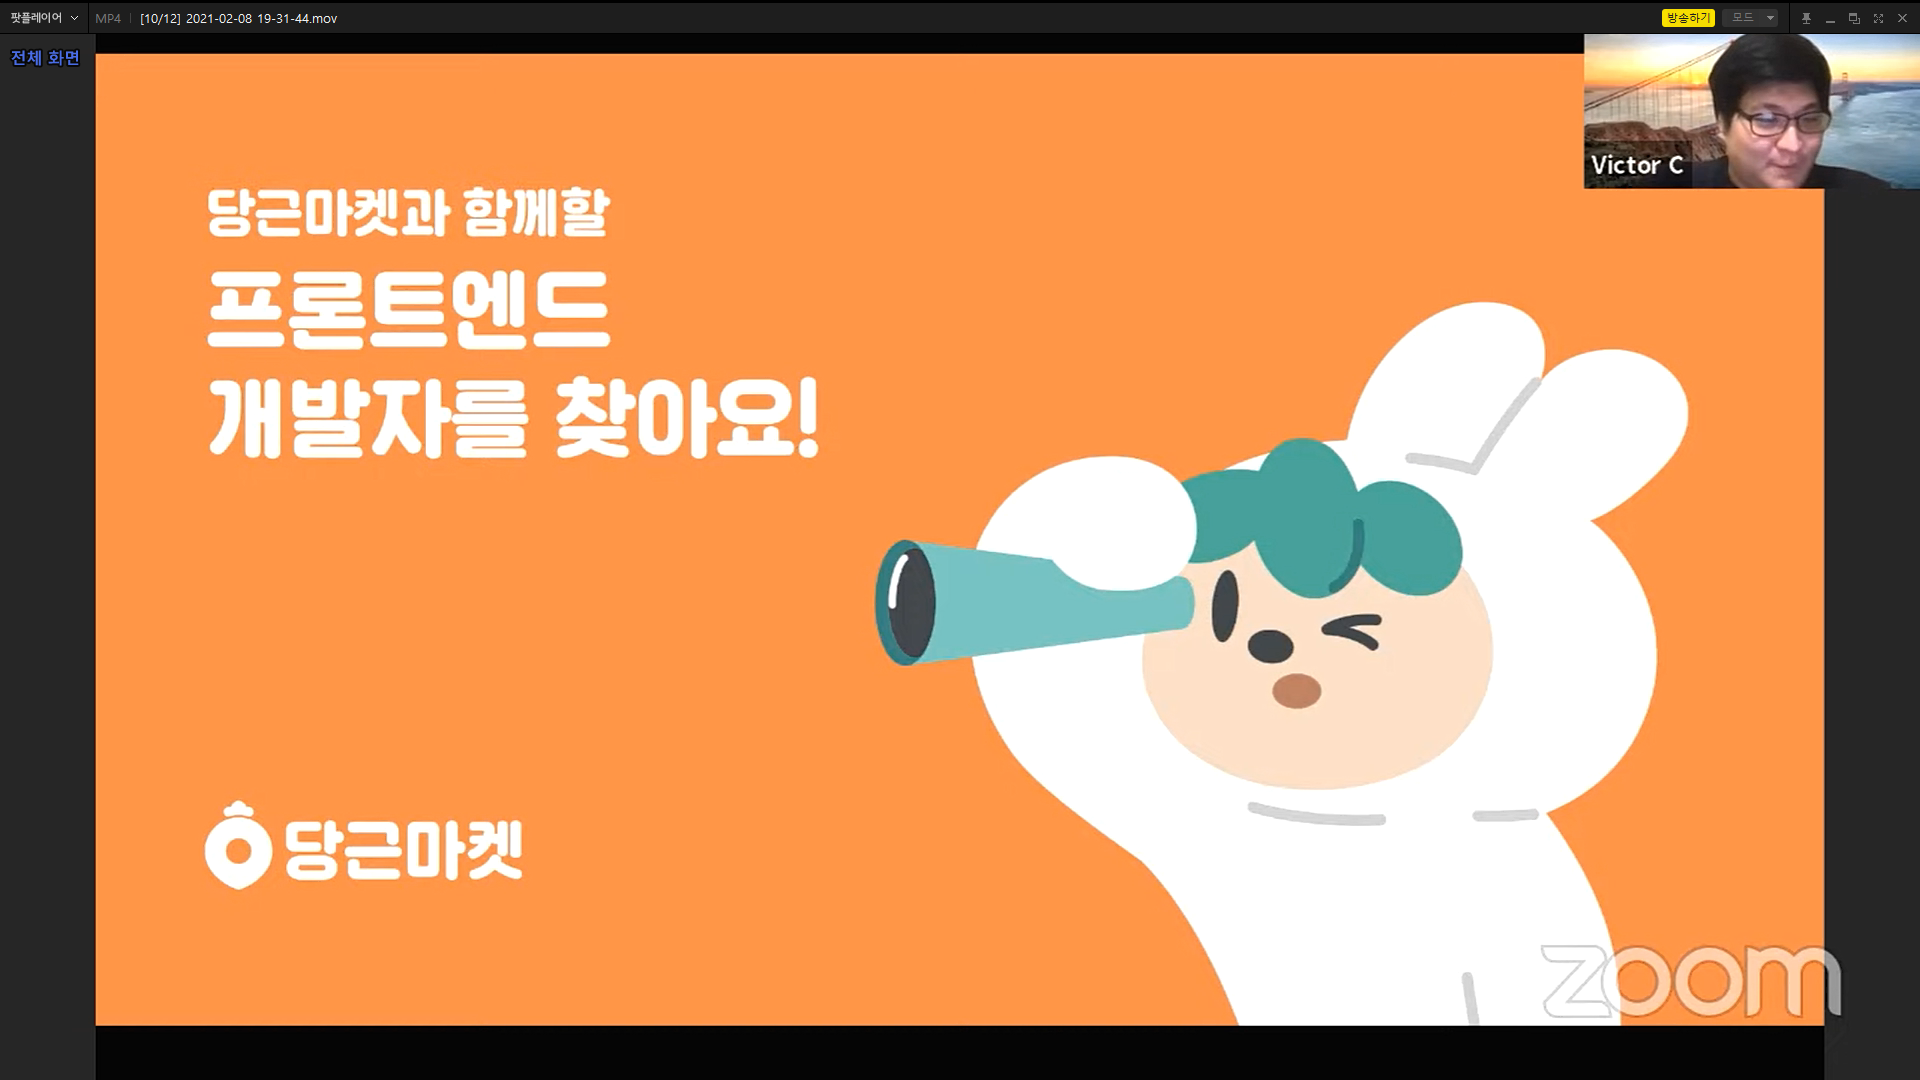 팟플레이어
MP4
[10/12] 2021-02-08 19-31-44.mov
방송하기
모드
전체 화면
Victor C
당근마켓과 함께할
프론트엔드
개발자를 찾아요!
당근마켓
zoom